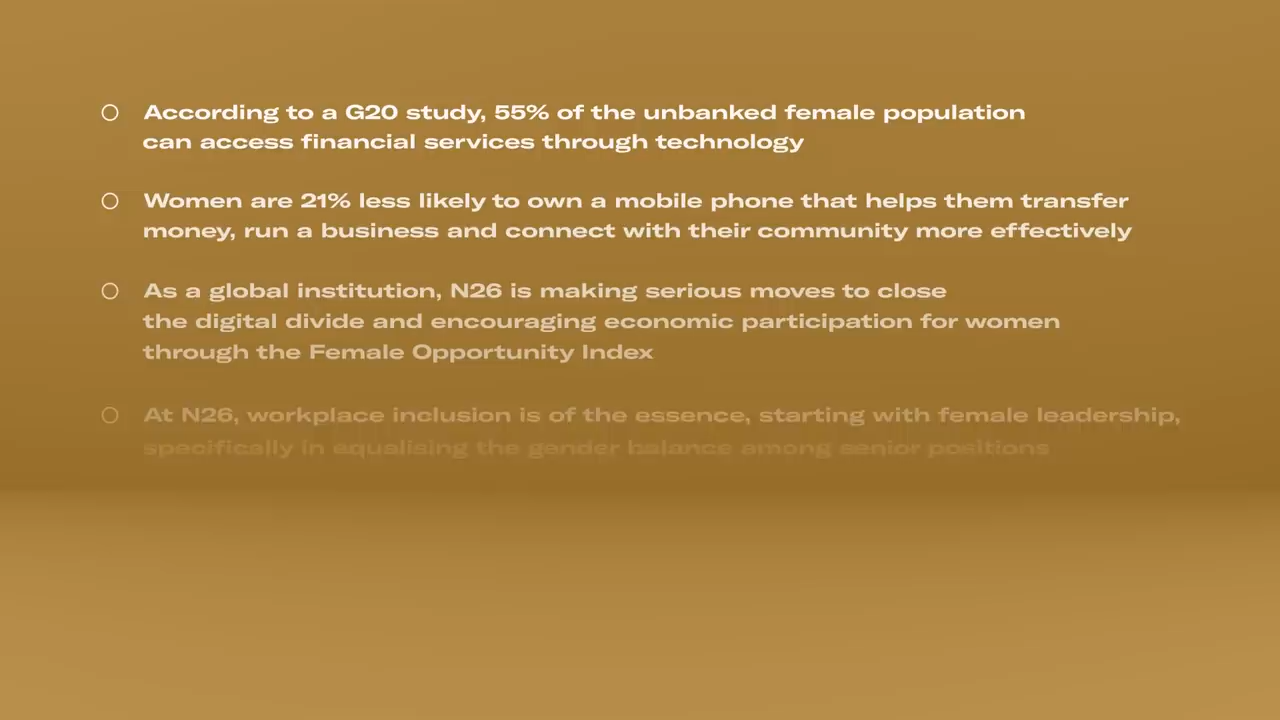 According to a G20 study, 55% of the unbanked female population
can access financial services through technology
Women are 21% less likely to own a mobile phone that helps them transfer
money, run a business and connect with their community more effectively
As a global institution, N26 is making serious moves to close
the digital divide and encouraging economic participation for women
through the Female Opportunity Index
At N26, workplace inclusion is of the essence, starting with female leadership,
specifically in equalising the gender balance among senior positions